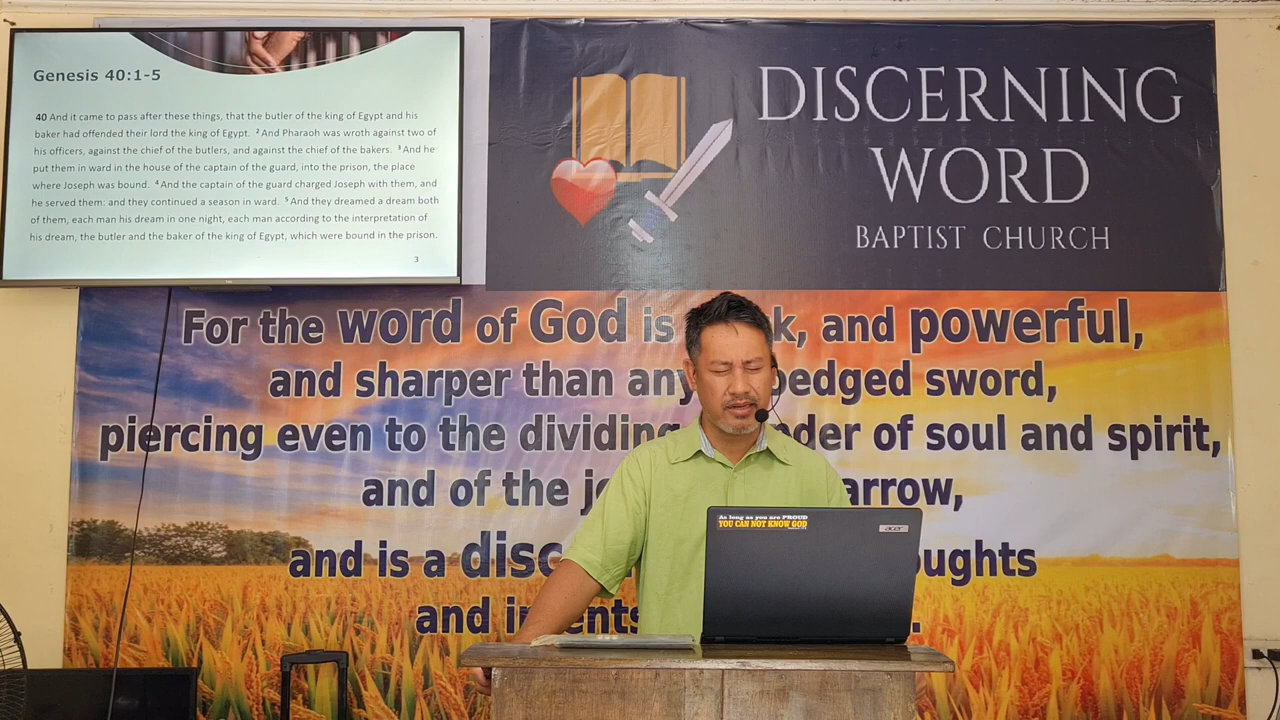 Genesis 40:1-5
40 And it came to pass after these things, that the butler of the king of Egypt and his
baker had offended their lord the king of Egypt. 2 And Pharaoh was wroth against two of
his officers, against the chief of the butlers, and against the chief of the bakers. 3 And he
put them in ward in the house of the captain of the guard, into the prison, the place
where Joseph was bound. 4 And the captain of the guard charged Joseph with them, and
he served them: and they continued a season in ward. 5 And they dreamed a dream both
of them, each man his dream in one night, each man according to the interpretation of
his dream, the butler and the baker of the king of Egypt, which were bound in the prison.
3
DISCERNING
WORD
BAPTIST CHURCH
For the word of God is k, and powerful,
and sharper than any edged sword,
piercing even to the dividing nder of soul and spirit,
and of the jo arrow,
and is a disc oughts
and in ents .
As long as you are PROUD
YOU CAN NOT KNOW GOD
acer